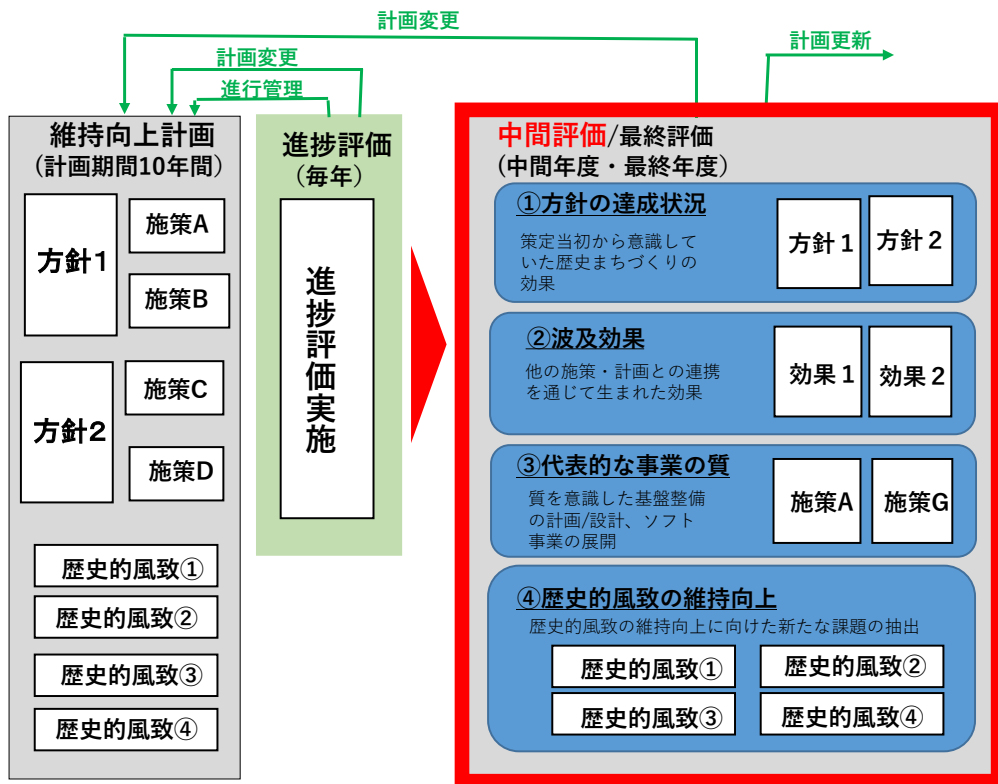 計画変更
計画更新
計画変更
進行管理
維持向上計画
(計画期間10年間)
方針1
施策A
施策B
方針2
施策C
施策D
歴史的風致①
歴史的風致②
歴史的風致③
歴史的風致④
進捗評価
(毎年)
進捗評価実施
中間評価/最終評価
(中間年度・最終年度)
①方針の達成状況
策定当初から意識して
いた歴史まちづくりの
効果
方針1
方針2
②波及効果
他の施策・計画との連携
を通じて生まれた効果
効果1
効果2
③代表的な事業の質
質を意識した基盤整備
の計画/設計、ソフト
事業の展開
施策A
施策G
④歴史的風致の維持向上
歴史的風致の維持向上に向けた新たな課題の抽出
歴史的風致①
歴史的風致②
歴史的風致③
歴史的風致④